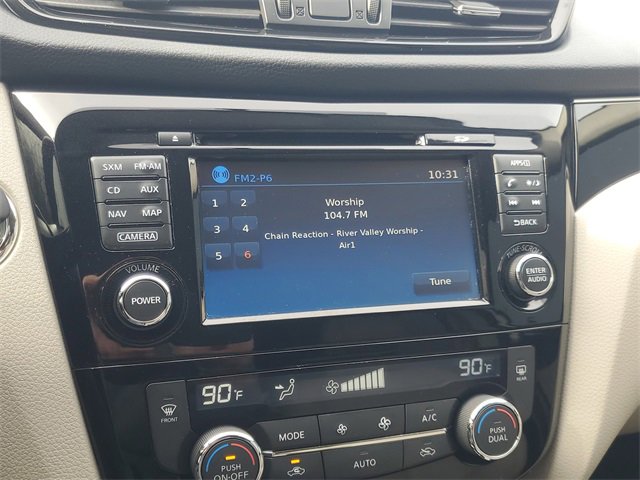 SXM FM·AM
CD AUX
NAV MAP
CAMERA
VOLUME
POWER
FM2-P6 10:31
1 2
3 4
5 6
Worship
104.7 FM
Chain Reaction - River Valley Worship -
Air1
Tune
APPS
BACK
TUNE·SCROLL
ENTER
AUDIO
FRONT
90°F
90°F
REAR
MODE
A/C
AUTO
PUSH
ON·OFF
PUSH
DUAL